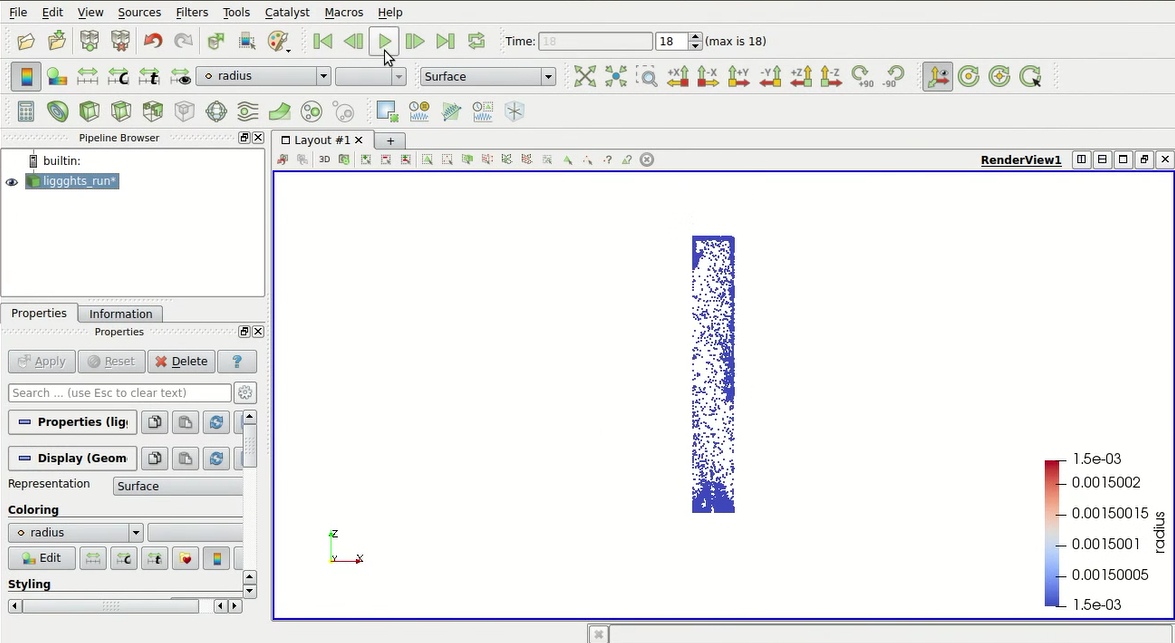 File Edit View Sources Filters Tools Catalyst Macros Help
Time: 18 18 (max is 18)
radius Surface +X -X +Y -Y +Z -Z +90 -90
Pipeline Browser
builtin:
liggghts_run*
Layout #1 +
3D RenderView1
Properties Information
Properties
Apply Reset Delete ?
Search ... (use Esc to clear text)
Properties (ligg
Display (Geom
Representation Surface
Coloring
radius
Edit
Styling
Z
Y X
1.5e-03
0.0015002
0.00150015
0.0015001
0.00150005
1.5e-03
radius